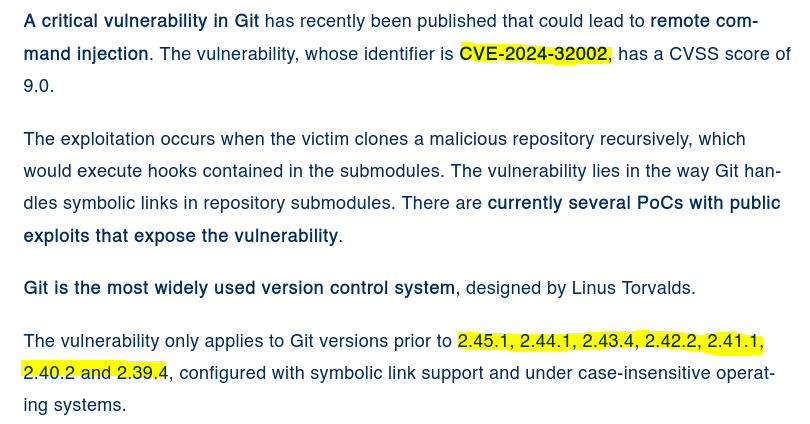 A critical vulnerability in Git has recently been published that could lead to remote com-
mand injection. The vulnerability, whose identifier is CVE-2024-32002, has a CVSS score of
9.0.
The exploitation occurs when the victim clones a malicious repository recursively, which
would execute hooks contained in the submodules. The vulnerability lies in the way Git han-
dles symbolic links in repository submodules. There are currently several PoCs with public
exploits that expose the vulnerability.
Git is the most widely used version control system, designed by Linus Torvalds.
The vulnerability only applies to Git versions prior to 2.45.1, 2.44.1, 2.43.4, 2.42.2, 2.41.1,
2.40.2 and 2.39.4, configured with symbolic link support and under case-insensitive operat-
ing systems.